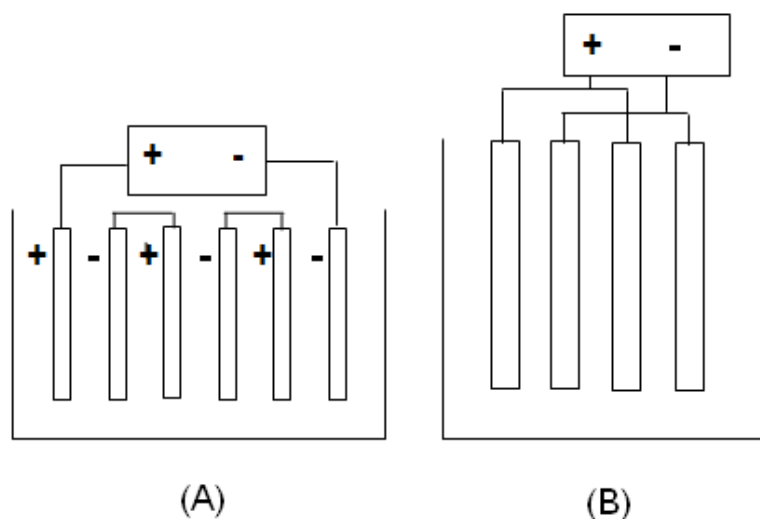 + -
+ -
+ - + - + -
(A)
(B)